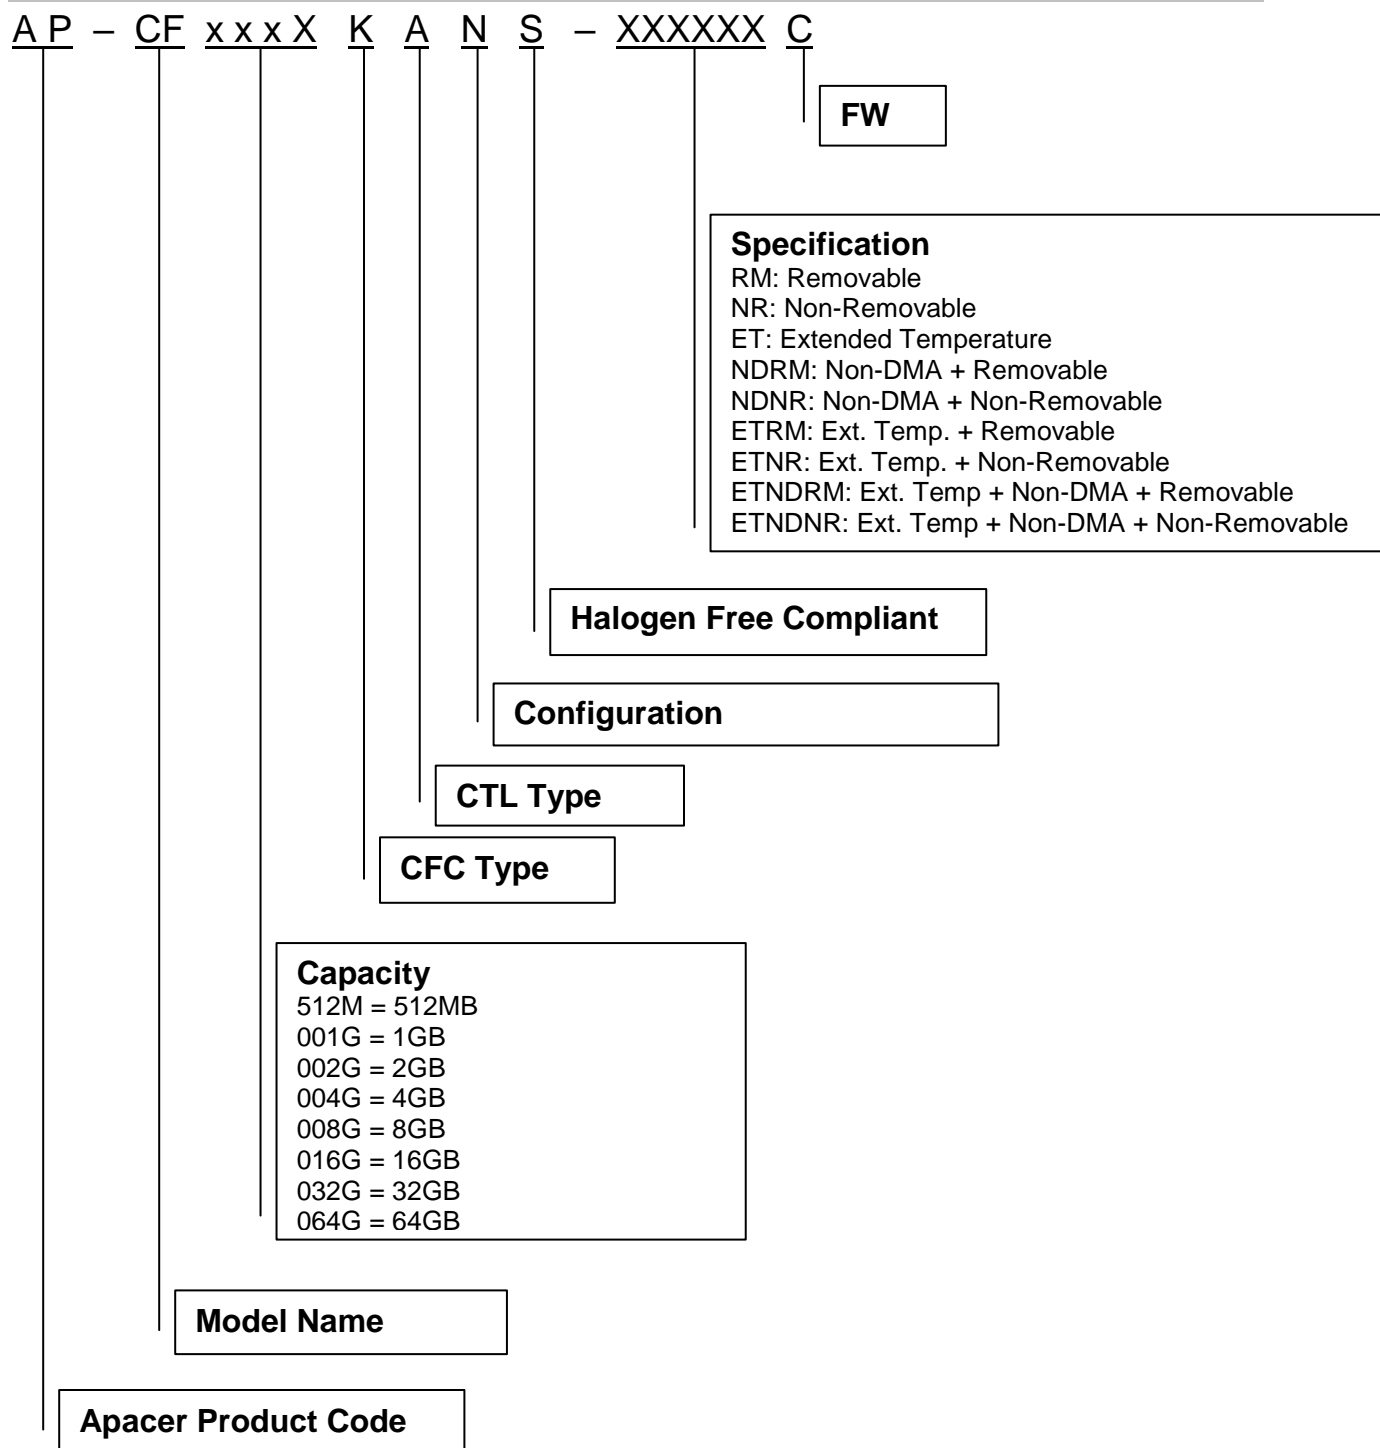 A P – CF x x x X K A N S – XXXXXX C
FW
Specification
RM: Removable
NR: Non-Removable
ET: Extended Temperature
NDRM: Non-DMA + Removable
NDNR: Non-DMA + Non-Removable
ETRM: Ext. Temp. + Removable
ETNR: Ext. Temp. + Non-Removable
ETNDRM: Ext. Temp + Non-DMA + Removable
ETNDNR: Ext. Temp + Non-DMA + Non-Removable
Halogen Free Compliant
Configuration
CTL Type
CFC Type
Capacity
512M = 512MB
001G = 1GB
002G = 2GB
004G = 4GB
008G = 8GB
016G = 16GB
032G = 32GB
064G = 64GB
Model Name
Apacer Product Code